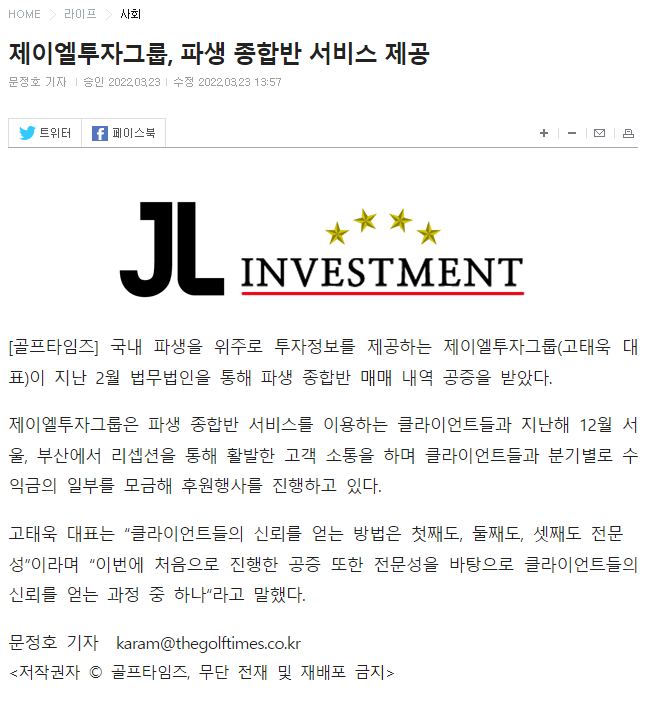 HOME > 라이프 > 사회
제이엘투자그룹, 파생 종합반 서비스 제공
문정호 기자 | 승인 2022.03.23 | 수정 2022.03.23 13:57
트위터 페이스북
JL INVESTMENT
[골프타임즈] 국내 파생을 위주로 투자정보를 제공하는 제이엘투자그룹(고태욱 대
표)이 지난 2월 법무법인을 통해 파생 종합반 매매 내역 공증을 받았다.
제이엘투자그룹은 파생 종합반 서비스를 이용하는 클라이언트들과 지난해 12월 서
울, 부산에서 리셉션을 통해 활발한 고객 소통을 하며 클라이언트들과 분기별로 수
익금의 일부를 모금해 후원행사를 진행하고 있다.
고태욱 대표는 “클라이언트들의 신뢰를 얻는 방법은 첫째도, 둘째도, 셋째도 전문
성”이라며 “이번에 처음으로 진행한 공증 또한 전문성을 바탕으로 클라이언트들의
신뢰를 얻는 과정 중 하나“라고 말했다.
문정호 기자 karam@thegolftimes.co.kr
<저작권자 © 골프타임즈, 무단 전재 및 재배포 금지>